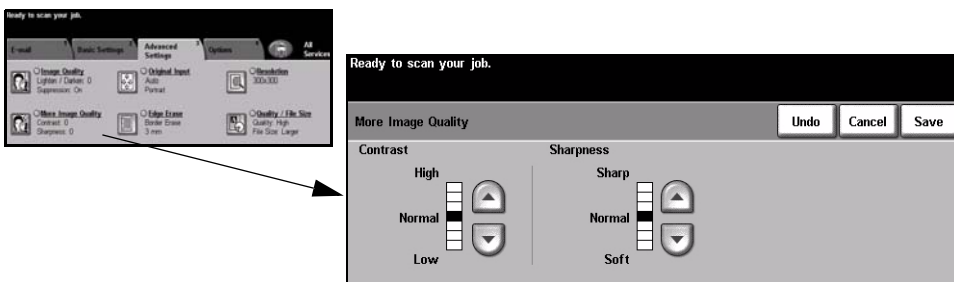 Ready to scan your job.
E-mail
Basic Settings
Advanced Settings
Options
All Services
Image Quality
Lighten / Darken: 0
Suppression: On
Original Input
Auto
Portrait
Resolution
300x300
More Image Quality
Contrast: 0
Sharpness: 0
Edge Erase
Border Erase
3 mm
Quality / File Size
Quality: High
File Size: Larger
Ready to scan your job.
More Image Quality
Undo
Cancel
Save
Contrast
High
Normal
Low
Sharpness
Sharp
Normal
Soft